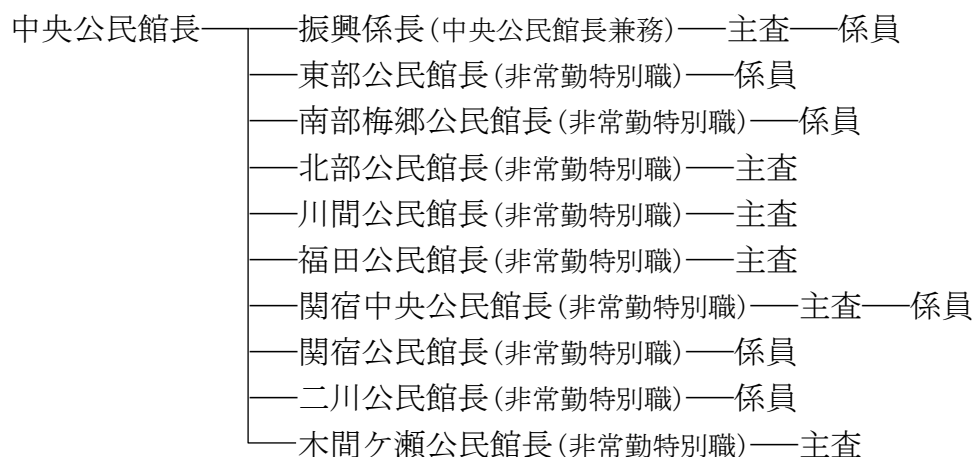 中央公民館長――振興係長(中央公民館長兼務)――主査――係員
東部公民館長(非常勤特別職)――係員
南部梅郷公民館長(非常勤特別職)――係員
北部公民館長(非常勤特別職)――主査
川間公民館長(非常勤特別職)――主査
福田公民館長(非常勤特別職)――主査
関宿中央公民館長(非常勤特別職)――主査――係員
関宿公民館長(非常勤特別職)――係員
二川公民館長(非常勤特別職)――係員
木間ケ瀬公民館長(非常勤特別職)――主査